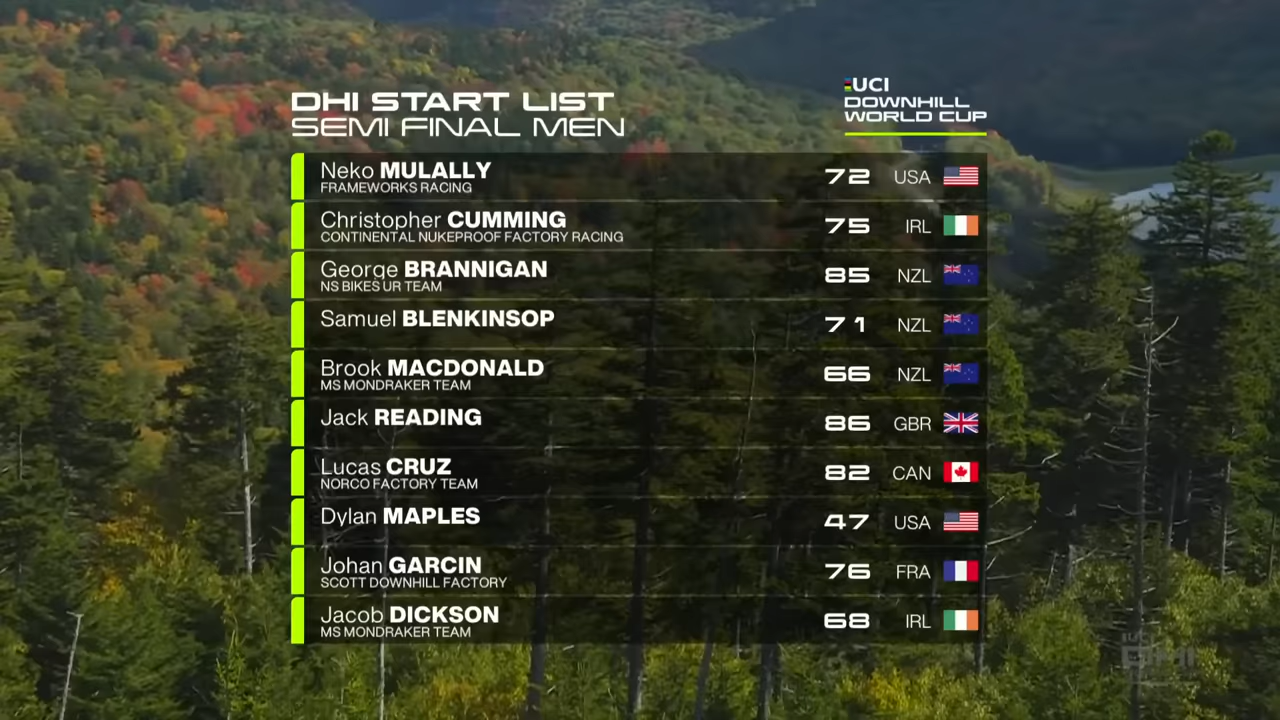 DHI START LIST
SEMI FINAL MEN
UCI
DOWNHILL
WORLD CUP
Neko MULALLY 72 USA
FRAMEWORKS RACING
Christopher CUMMING 75 IRL
CONTINENTAL NUKEPROOF FACTORY RACING
George BRANNIGAN 85 NZL
NS BIKES UR TEAM
Samuel BLENKINSOP 71 NZL
Brook MACDONALD 66 NZL
MS MONDRAKER TEAM
Jack READING 86 GBR
Lucas CRUZ 82 CAN
NORCO FACTORY TEAM
Dylan MAPLES 47 USA
Johan GARCIN 76 FRA
SCOTT DOWNHILL FACTORY
Jacob DICKSON 68 IRL
MS MONDRAKER TEAM
UCI
DHI